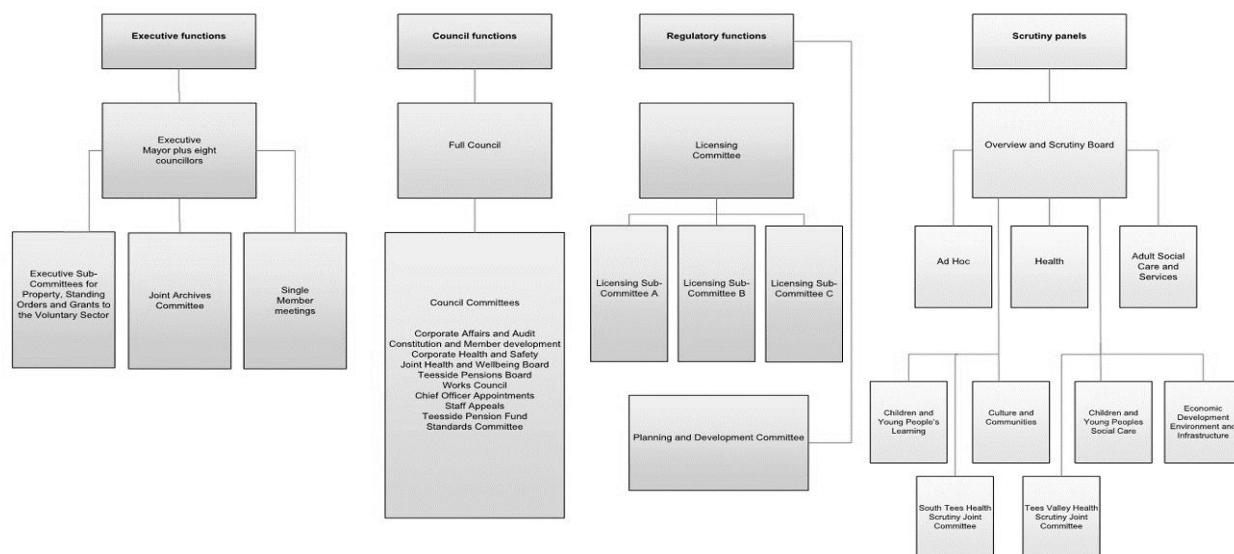 Executive functions
Council functions
Regulatory functions
Scrutiny panels
Executive
Mayor plus eight
councillors
Full Council
Licensing
Committee
Overview and Scrutiny Board
Executive Sub-
Committees for
Property, Standing
Orders and Grants to
the Voluntary Sector
Joint Archives
Committee
Single
Member
meetings
Council Committees
Corporate Affairs and Audit
Constitution and Member development
Corporate Health and Safety
Joint Health and Wellbeing Board
Teesside Pensions Board
Works Council
Chief Officer Appointments
Staff Appeals
Teesside Pension Fund
Standards Committee
Licensing Sub-
Committee A
Licensing Sub-
Committee B
Licensing Sub-
Committee C
Planning and Development Committee
Ad Hoc
Health
Adult Social
Care and
Services
Children and
Young People's
Learning
Culture and
Communities
Children and
Young Peoples
Social Care
Economic
Development
Environment and
Infrastructure
South Tees Health
Scrutiny Joint
Committee
Tees Valley Health
Scrutiny Joint
Committee